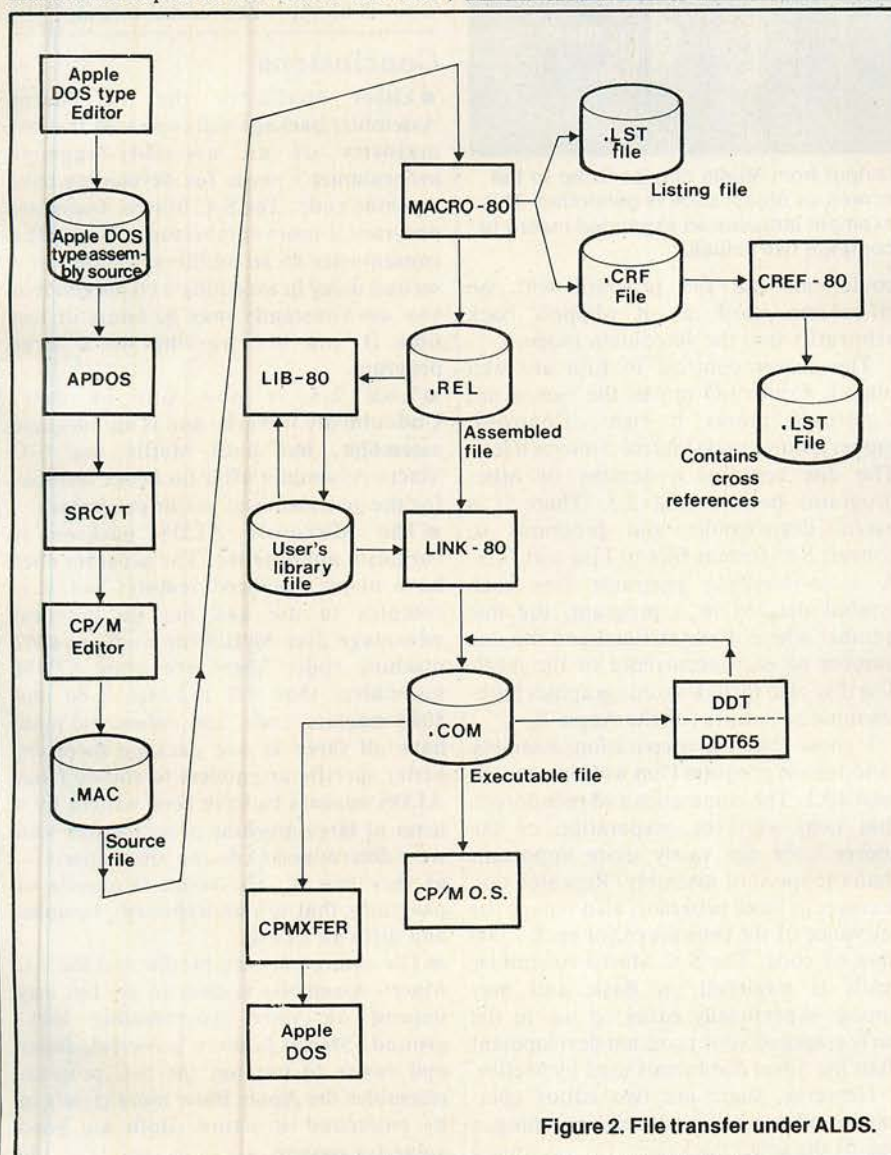 Apple
DOS type
Editor
Apple DOS
type assem-
bly source
APDOS
SRCVT
CP/M
Editor
.MAC
Source
file
MACRO - 80
.LST
file
Listing file
.CRF
File
CREF - 80
.LST
File
Contains
cross
references
LIB-80
.REL
Assembled
file
User's
library
file
LINK - 80
.COM
Executable file
DDT
DDT65
CPMXFER
CP/M O.S.
Apple
DOS
Figure 2. File transfer under ALDS.